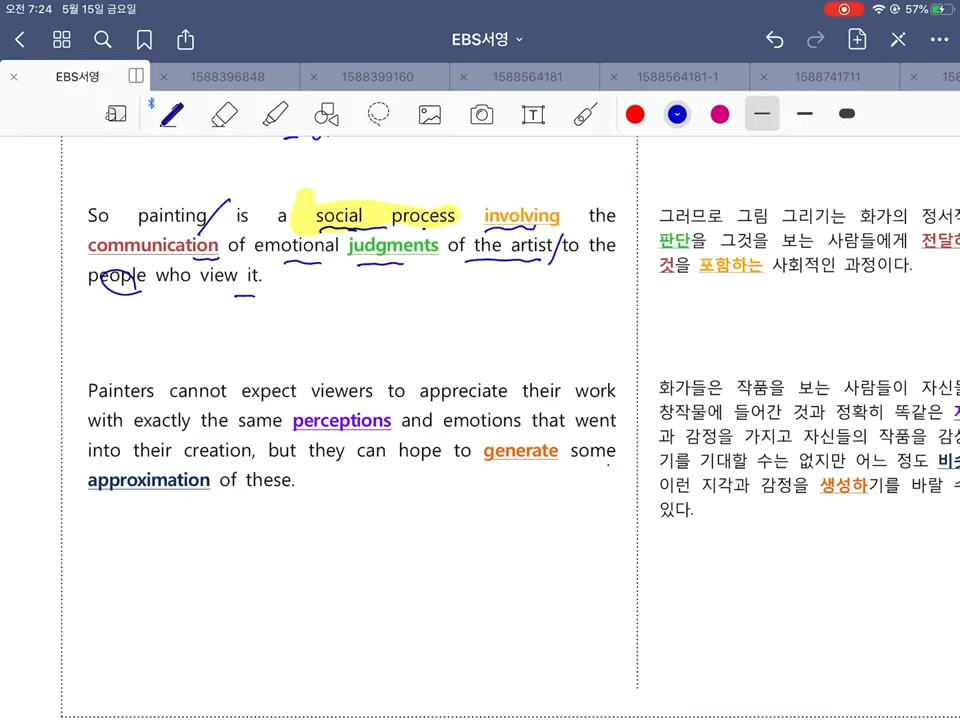 오전 7:24 5월 15일 금요일
57%
EBS서영
EBS서영
1588396848
1588399160
1588564181
1588564181-1
1588741711
158
So painting is a social process involving the
communication of emotional judgments of the artist to the
people who view it.
그러므로 그림 그리기는 화가의 정서적
판단을 그것을 보는 사람들에게 전달하
것을 포함하는 사회적인 과정이다.
Painters cannot expect viewers to appreciate their work
with exactly the same perceptions and emotions that went
into their creation, but they can hope to generate some
approximation of these.
화가들은 작품을 보는 사람들이 자신들
창작물에 들어간 것과 정확히 똑같은 지
과 감정을 가지고 자신들의 작품을 감상
기를 기대할 수는 없지만 어느 정도 비슷
이런 지각과 감정을 생성하기를 바랄 수
있다.